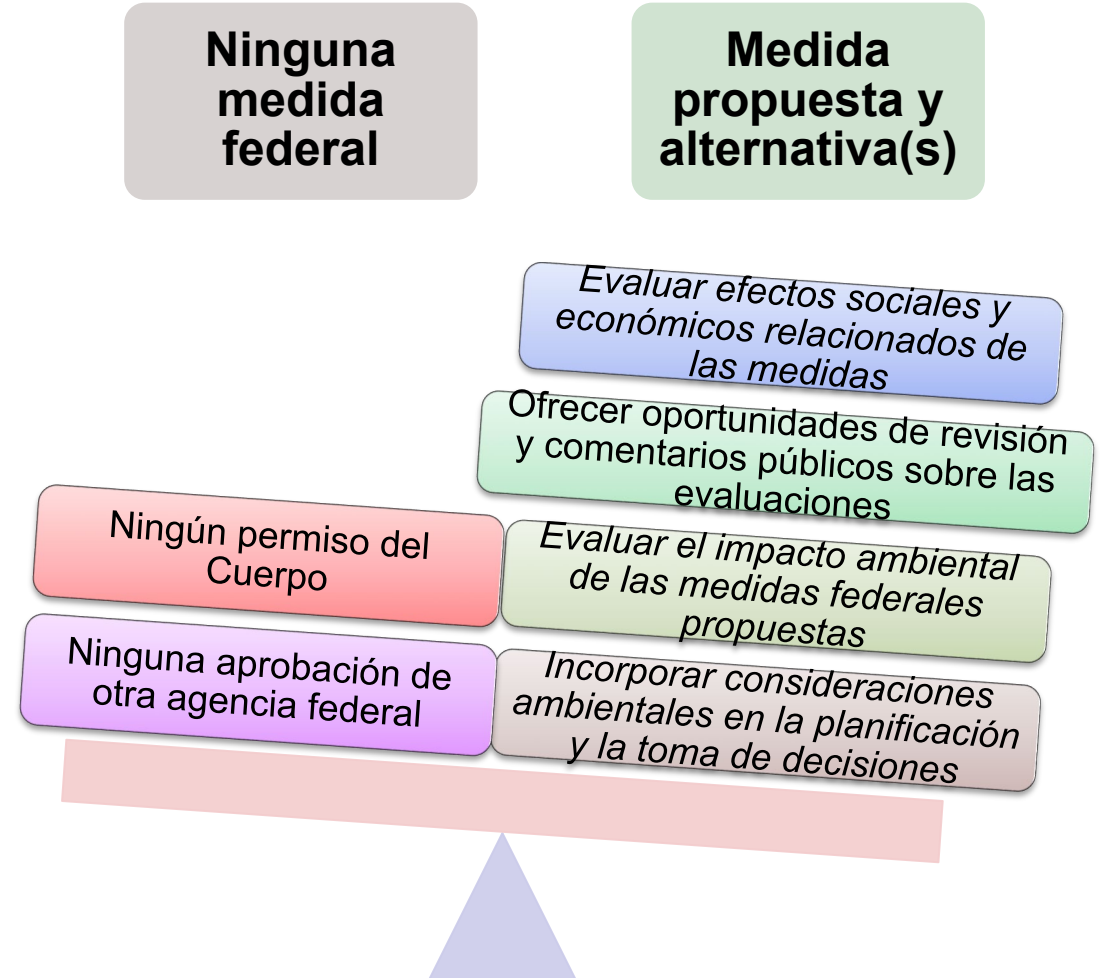 Ninguna
medida
federal
Medida
propuesta y
alternativa(s)
Evaluar efectos sociales y
económicos relacionados de
las medidas
Ofrecer oportunidades de revisión
y comentarios públicos sobre las
evaluaciones
Ningún permiso del
Cuerpo
Evaluar el impacto ambiental
de las medidas federales
propuestas
Ninguna aprobación de
otra agencia federal
Incorporar consideraciones
ambientales en la planificación
y la toma de decisiones